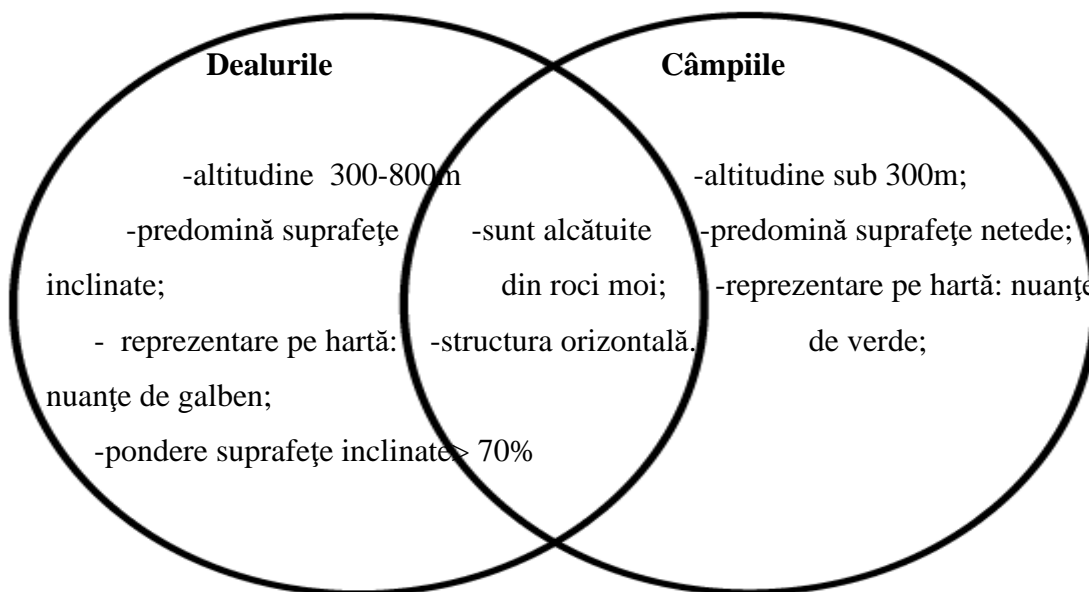 Dealurile
Câmpiile
-altitudine 300-800m
-predomină suprafeţe
inclinate;
- reprezentare pe hartă:
nuanţe de galben;
-pondere suprafeţe inclinate> 70%
-sunt alcătuite
din roci moi;
-structura orizontală.
-altitudine sub 300m;
-predomină suprafeţe netede;
-reprezentare pe hartă: nuanţe
de verde;